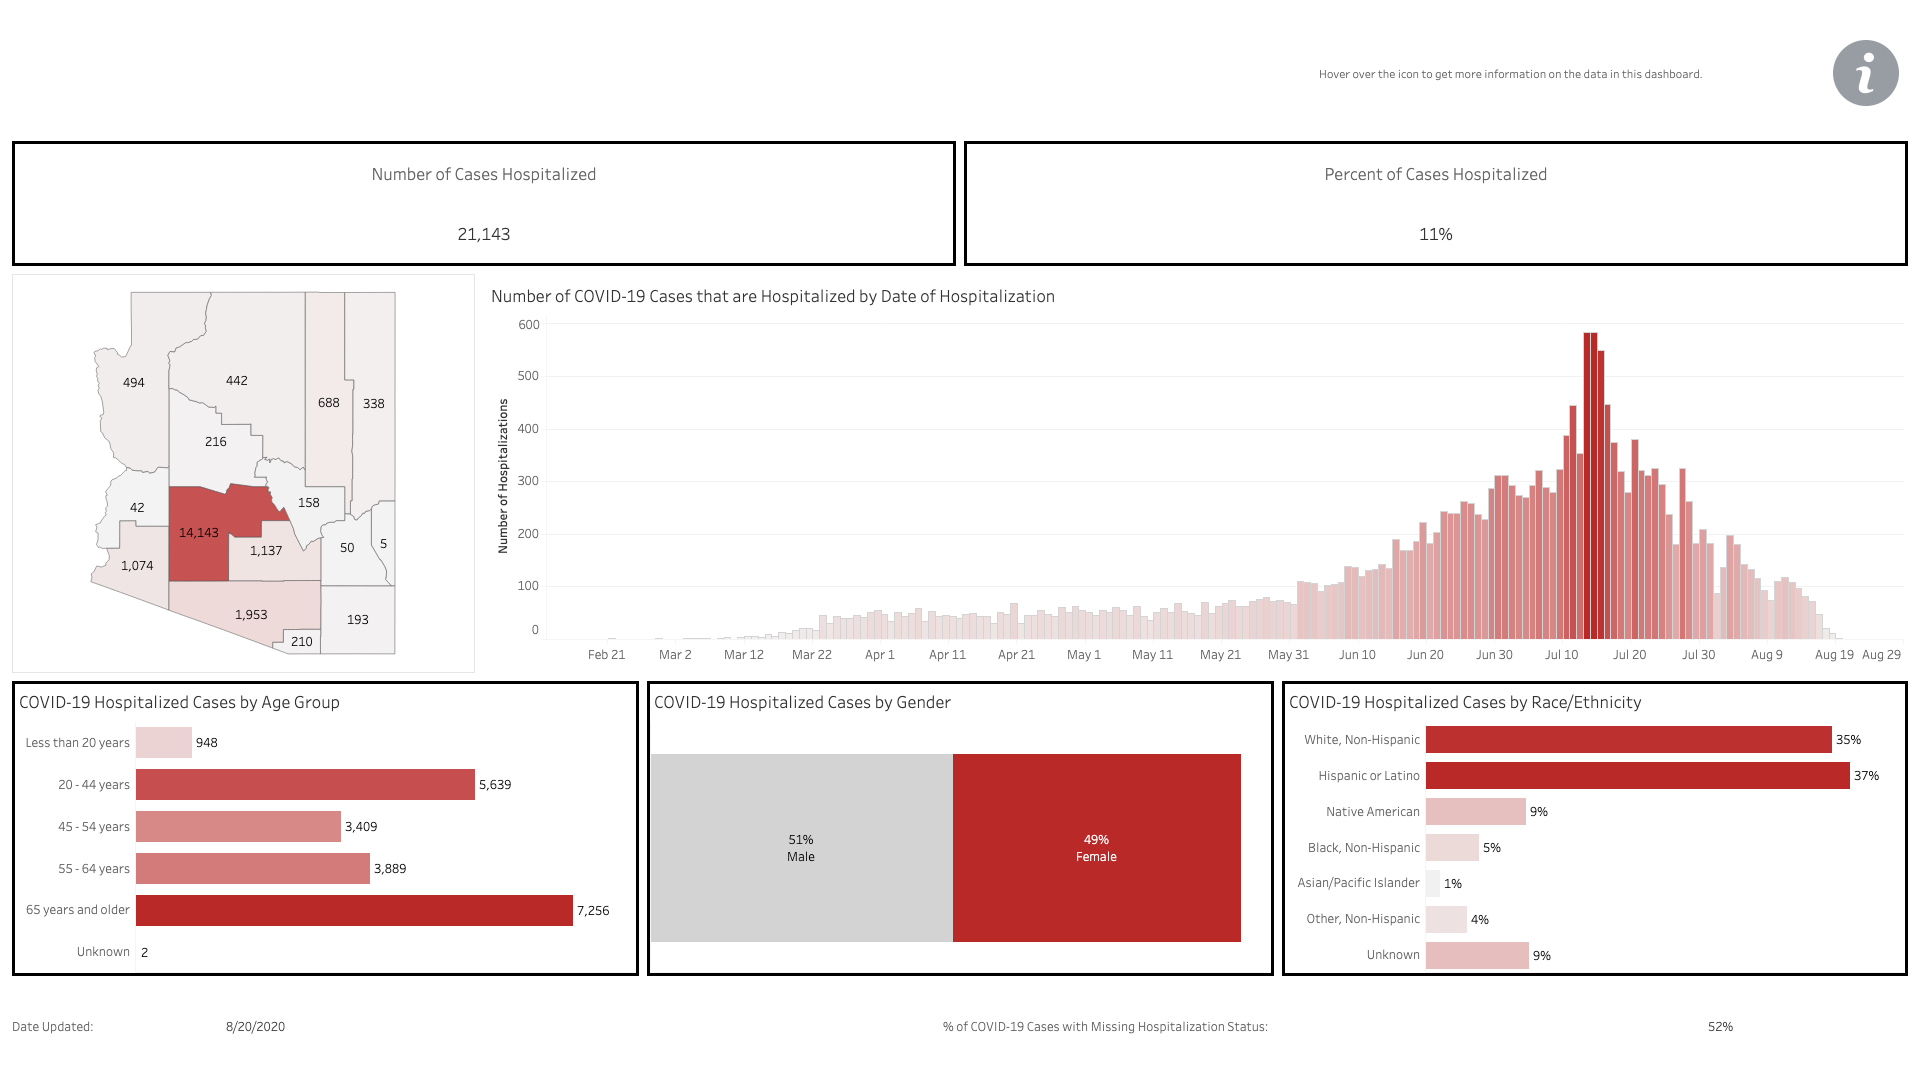 Hover over the icon to get more information on the data in this dashboard.
i
Number of Cases Hospitalized
21,143
Percent of Cases Hospitalized
11%
494
442
688
338
216
42
158
14,143
1,137
50
5
1,074
1,953
193
210
Number of COVID-19 Cases that are Hospitalized by Date of Hospitalization
Number of Hospitalizations
600
500
400
300
200
100
0
Feb 21 Mar 2 Mar 12 Mar 22 Apr 1 Apr 11 Apr 21 May 1 May 11 May 21 May 31 Jun 10 Jun 20 Jun 30 Jul 10 Jul 20 Jul 30 Aug 9 Aug 19 Aug 29
COVID-19 Hospitalized Cases by Age Group
Less than 20 years 948
20 - 44 years 5,639
45 - 54 years 3,409
55 - 64 years 3,889
65 years and older 7,256
Unknown 2
COVID-19 Hospitalized Cases by Gender
51%
Male
49%
Female
COVID-19 Hospitalized Cases by Race/Ethnicity
White, Non-Hispanic 35%
Hispanic or Latino 37%
Native American 9%
Black, Non-Hispanic 5%
Asian/Pacific Islander 1%
Other, Non-Hispanic 4%
Unknown 9%
Date Updated: 8/20/2020
% of COVID-19 Cases with Missing Hospitalization Status: 52%